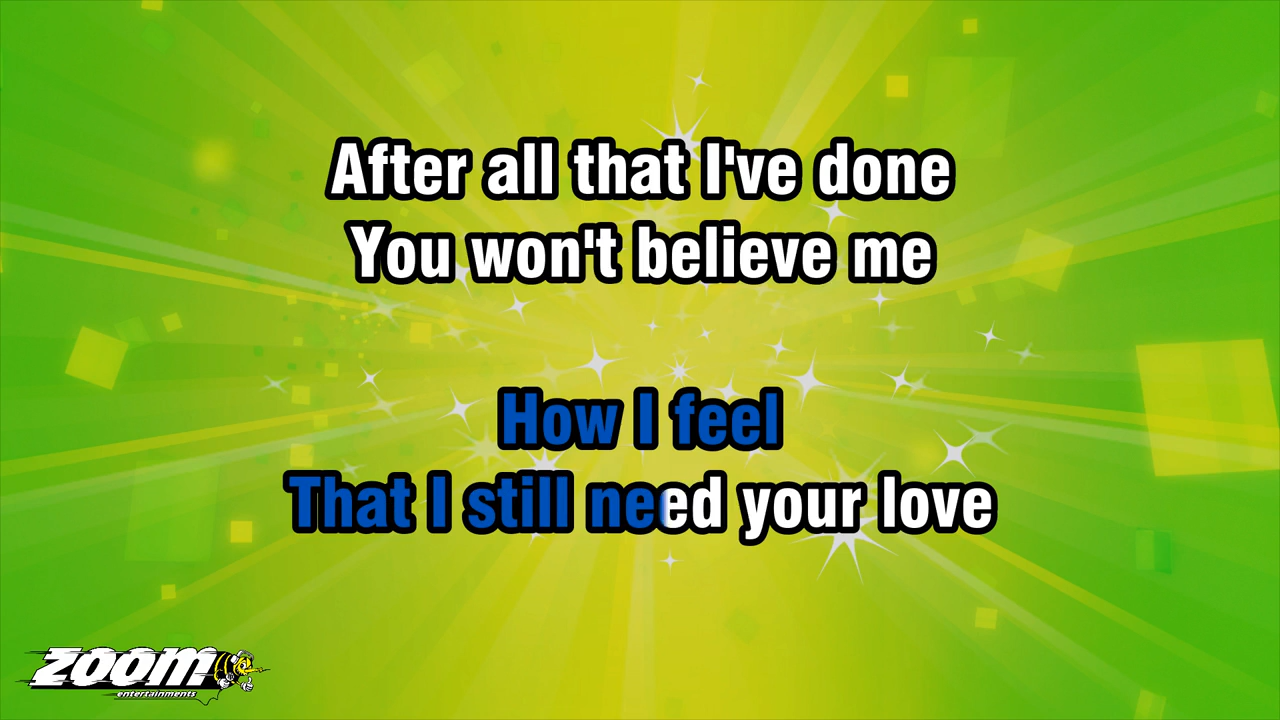 After all that I've done
You won't believe me
How I feel
That I still need your love
zoom
entertainments